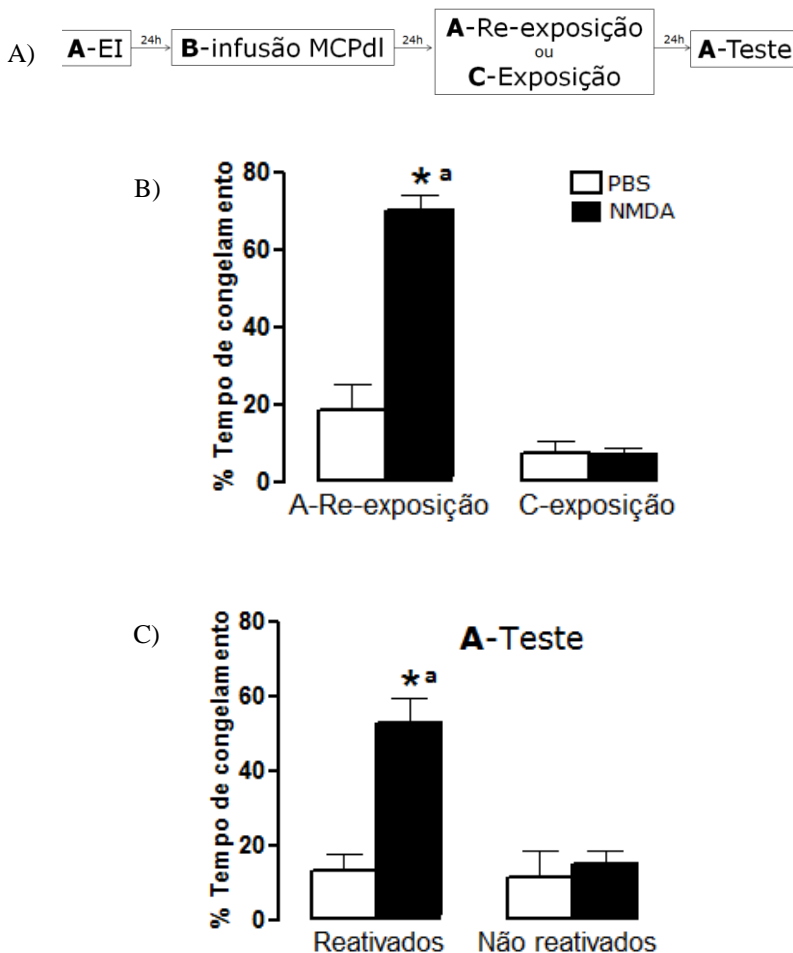 A)
A-EI
24h
B-infusão MCPdl
24h
A-Re-exposição
ou
C-Exposição
24h
A-Teste
B)
% Tempo de congelamento
80
60
40
20
0
* a
PBS
NMDA
A-Re-exposição
C-exposição
C)
% Tempo de congelamento
80
60
40
20
0
A-Teste
* a
Reativados
Não reativados